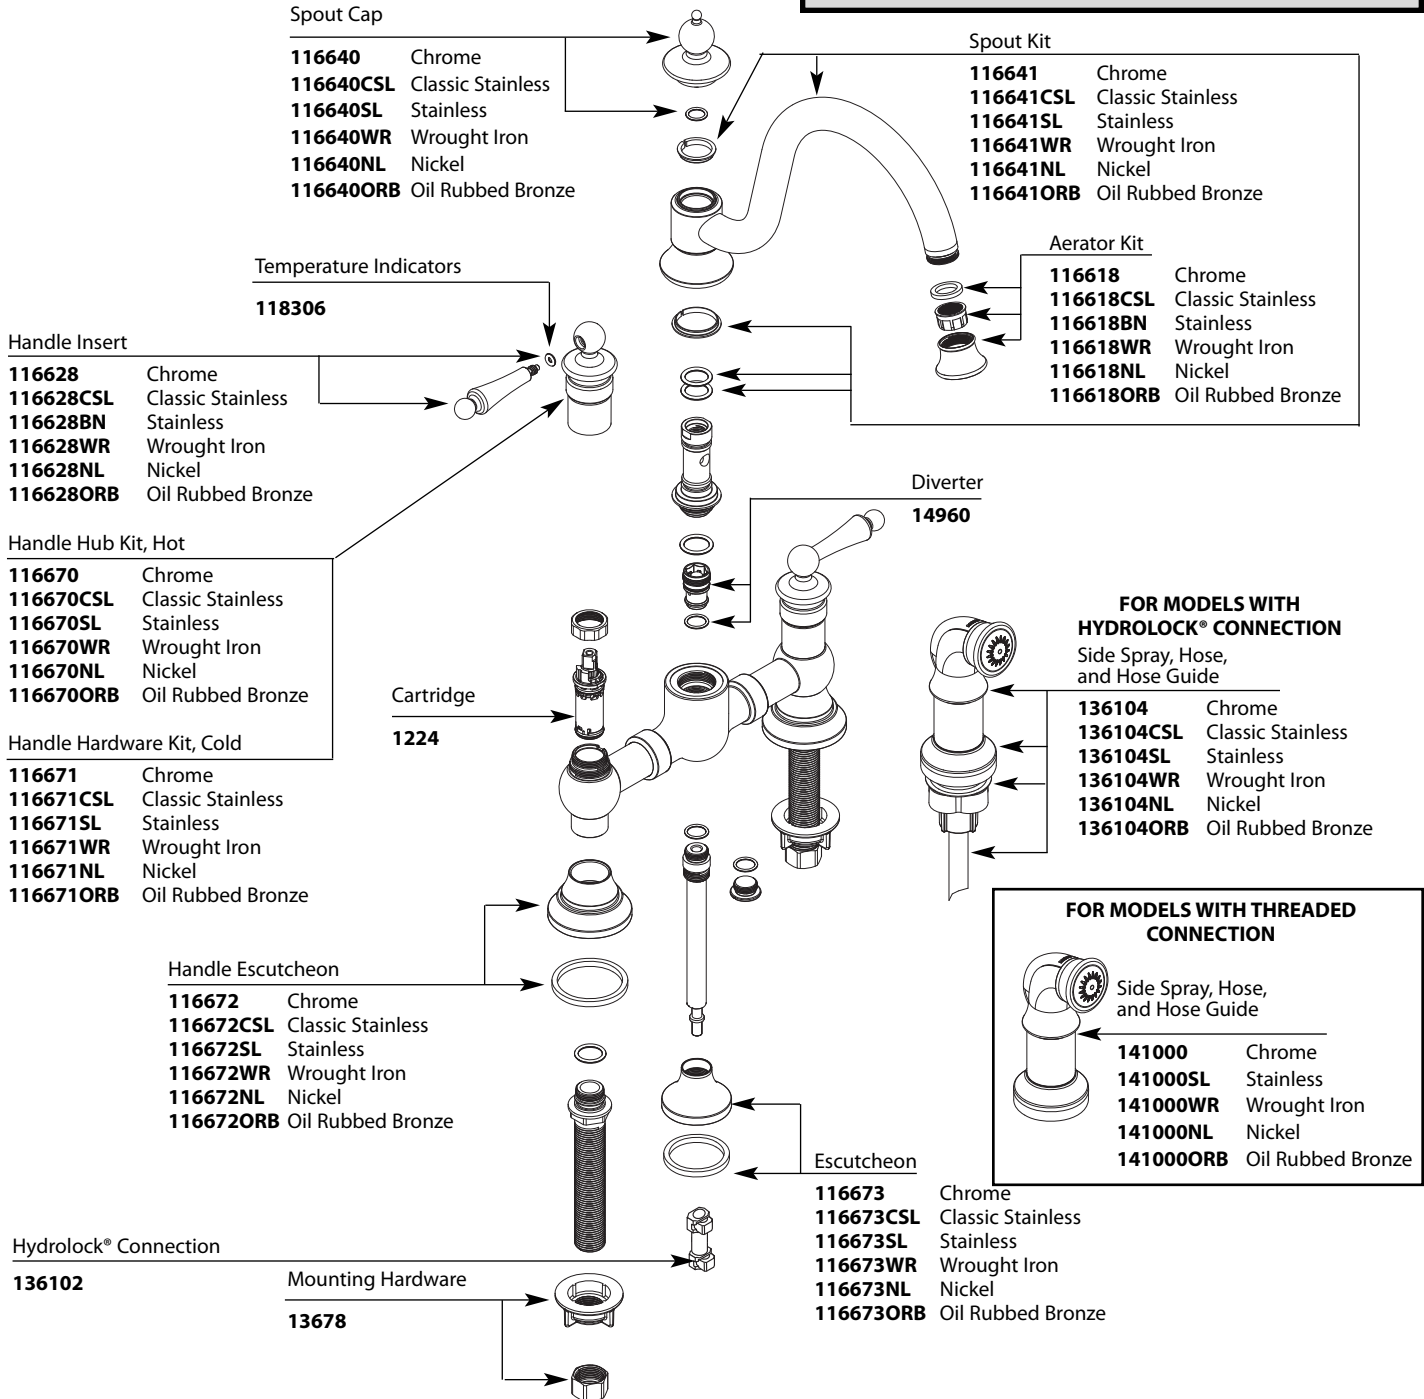 Spout Cap
116640 Chrome
116640CSL Classic Stainless
116640SL Stainless
116640WR Wrought Iron
116640NL Nickel
116640ORB Oil Rubbed Bronze
Spout Kit
116641 Chrome
116641CSL Classic Stainless
116641SL Stainless
116641WR Wrought Iron
116641NL Nickel
116641ORB Oil Rubbed Bronze
Aerator Kit
116618 Chrome
116618CSL Classic Stainless
116618BN Stainless
116618WR Wrought Iron
116618NL Nickel
116618ORB Oil Rubbed Bronze
Temperature Indicators
118306
Handle Insert
116628 Chrome
116628CSL Classic Stainless
116628BN Stainless
116628WR Wrought Iron
116628NL Nickel
116628ORB Oil Rubbed Bronze
Diverter
14960
Handle Hub Kit, Hot
116670 Chrome
116670CSL Classic Stainless
116670SL Stainless
116670WR Wrought Iron
116670NL Nickel
116670ORB Oil Rubbed Bronze
Cartridge
1224
FOR MODELS WITH
HYDROLOCK® CONNECTION
Side Spray, Hose,
and Hose Guide
136104 Chrome
136104CSL Classic Stainless
136104SL Stainless
136104WR Wrought Iron
136104NL Nickel
136104ORB Oil Rubbed Bronze
Handle Hardware Kit, Cold
116671 Chrome
116671CSL Classic Stainless
116671SL Stainless
116671WR Wrought Iron
116671NL Nickel
116671ORB Oil Rubbed Bronze
FOR MODELS WITH THREADED
CONNECTION
Side Spray, Hose,
and Hose Guide
141000 Chrome
141000SL Stainless
141000WR Wrought Iron
141000NL Nickel
141000ORB Oil Rubbed Bronze
Handle Escutcheon
116672 Chrome
116672CSL Classic Stainless
116672SL Stainless
116672WR Wrought Iron
116672NL Nickel
116672ORB Oil Rubbed Bronze
Escutcheon
116673 Chrome
116673CSL Classic Stainless
116673SL Stainless
116673WR Wrought Iron
116673NL Nickel
116673ORB Oil Rubbed Bronze
Hydrolock® Connection
136102
Mounting Hardware
13678